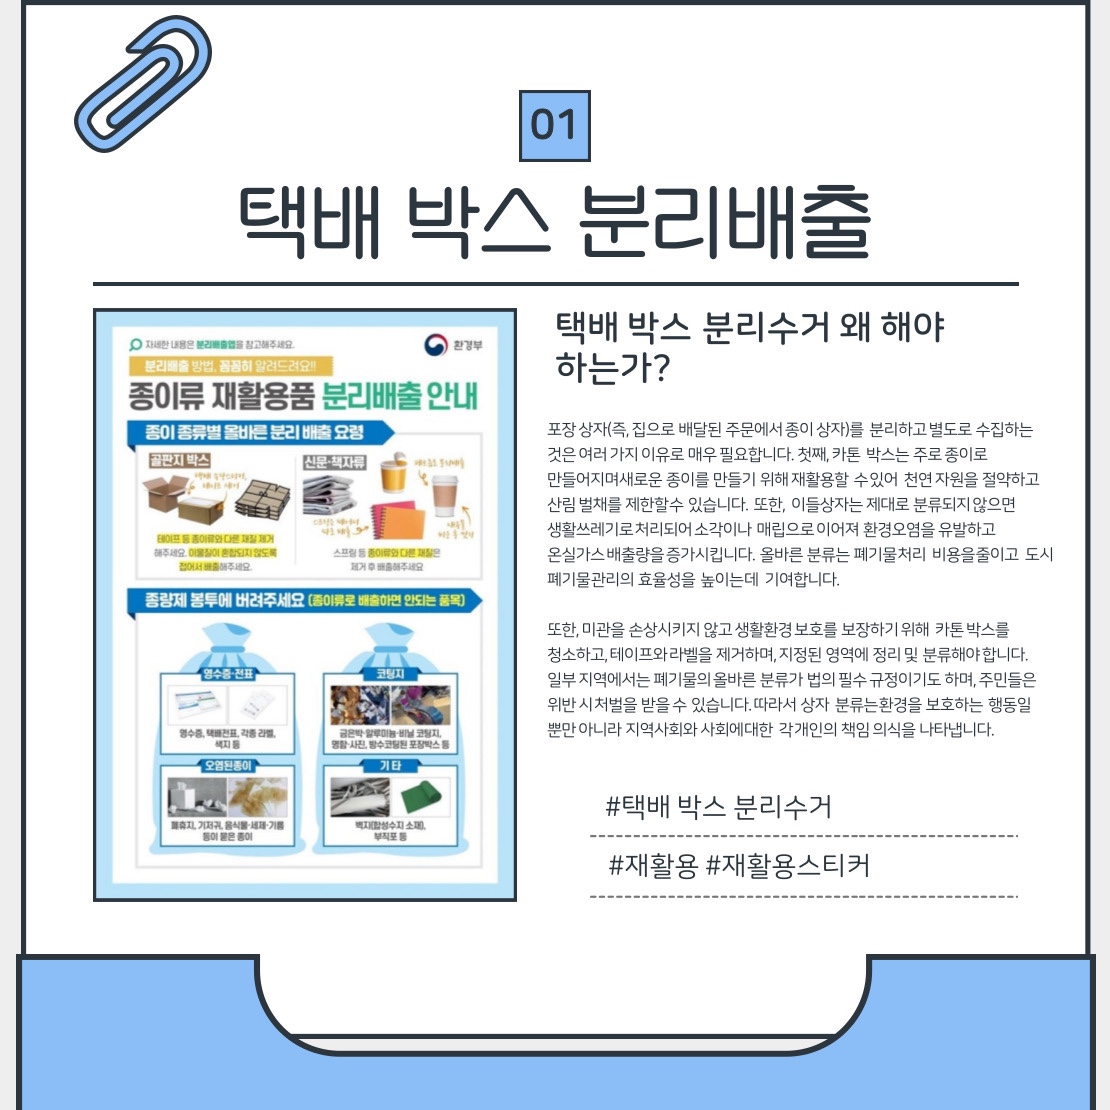 01
택배 박스 분리배출
자세한 내용은 분리배출앱을 참고해주세요.
환경부
분리배출 방법, 꼼꼼히 알려드려요!!
종이류 재활용품 분리배출 안내
종이 종류별 올바른 분리 배출 요령
골판지 박스
신문·책자류
테이프 등 종이류와 다른 재질 제거
해주세요. 이물질이 혼합되지 않도록
접어서 배출해주세요.
스프링 등 종이류와 다른 재질은
제거 후 배출해주세요
종량제 봉투에 버려주세요 (종이류로 배출하면 안되는 품목)
영수증·전표
영수증, 택배전표, 각종 라벨,
색지 등
코팅지
금은박·알루미늄·비닐 코팅지,
명함·사진, 방수코팅된 포장박스 등
오염된종이
폐휴지, 기저귀, 음식물·세제·기름
등이 묻은 종이
기타
벽지(합성수지 소재),
부직포 등
택배 박스 분리수거 왜 해야
하는가?
포장 상자(즉, 집으로 배달된 주문에서 종이 상자)를 분리하고 별도로 수집하는
것은 여러 가지 이유로 매우 필요합니다. 첫째, 카톤 박스는 주로 종이로
만들어지며새로운 종이를 만들기 위해 재활용할 수 있어 천연 자원을 절약하고
산림 벌채를 제한할수 있습니다. 또한, 이들상자는 제대로 분류되지 않으면
생활쓰레기로 처리되어 소각이나 매립으로 이어져 환경오염을 유발하고
온실가스 배출량을 증가시킵니다. 올바른 분류는 폐기물처리 비용을줄이고 도시
폐기물관리의 효율성을 높이는데 기여합니다.
또한, 미관을 손상시키지 않고 생활환경 보호를 보장하기 위해 카톤 박스를
청소하고, 테이프와 라벨을 제거하며, 지정된 영역에 정리 및 분류해야 합니다.
일부 지역에서는 폐기물의 올바른 분류가 법의 필수 규정이기도 하며, 주민들은
위반 시 처벌을 받을 수 있습니다. 따라서 상자 분류는환경을 보호하는 행동일
뿐만 아니라 지역사회와 사회에대한 각 개인의 책임 의식을 나타냅니다.
#택배 박스 분리수거
#재활용 #재활용스티커